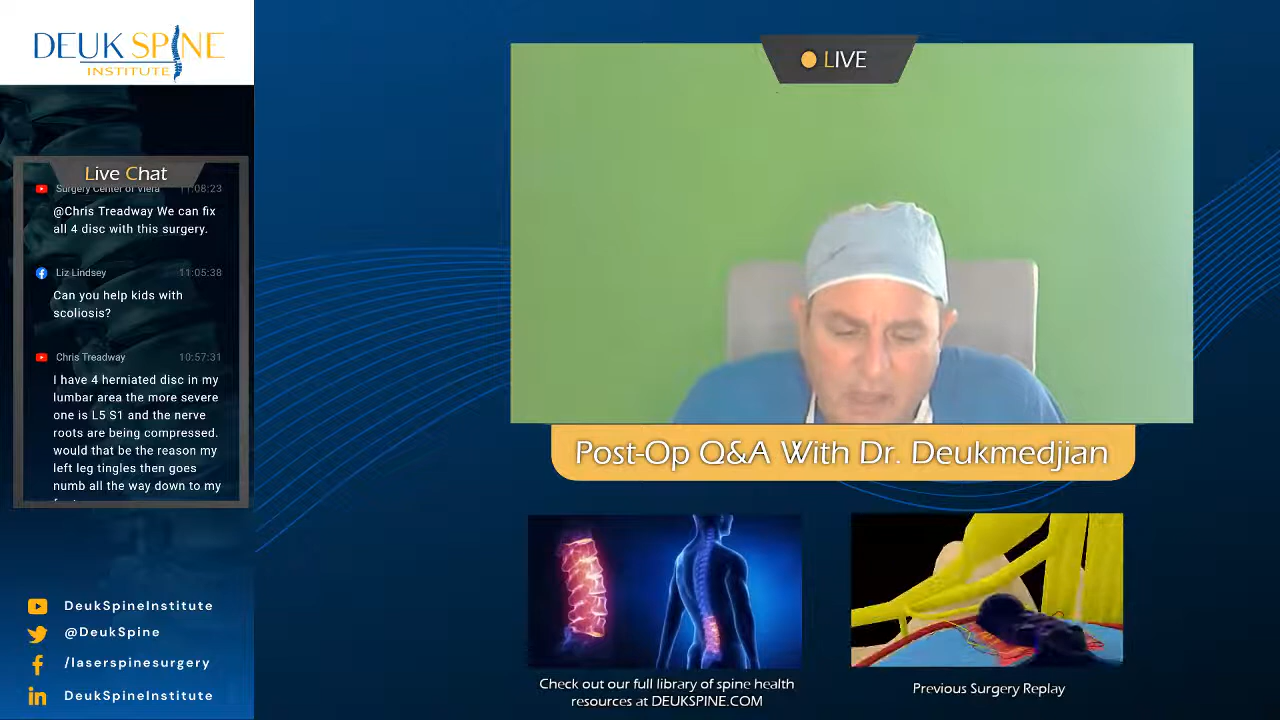 DEUK SPINE
INSTITUTE
Live Chat
Surgery Center of Viera 11:08:23
@Chris Treadway We can fix
all 4 disc with this surgery.
Liz Lindsey 11:05:38
Can you help kids with
scoliosis?
Chris Treadway 10:57:31
I have 4 herniated disc in my
lumbar area the more severe
one is L5 S1 and the nerve
roots are being compressed.
would that be the reason my
left leg tingles then goes
numb all the way down to my
DeukSpineInstitute
@DeukSpine
/laserspinesurgery
DeukSpineInstitute
LIVE
Post-Op Q&A With Dr. Deukmedjian
Check out our full library of spine health
resources at DEUKSPINE.COM
Previous Surgery Replay